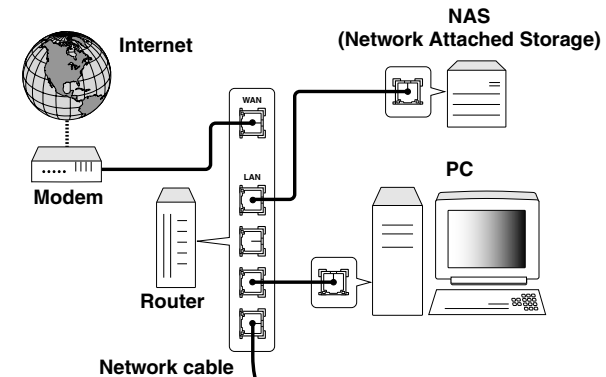 NAS
(Network Attached Storage)
Internet
WAN
LAN
Modem
PC
Router
Network cable